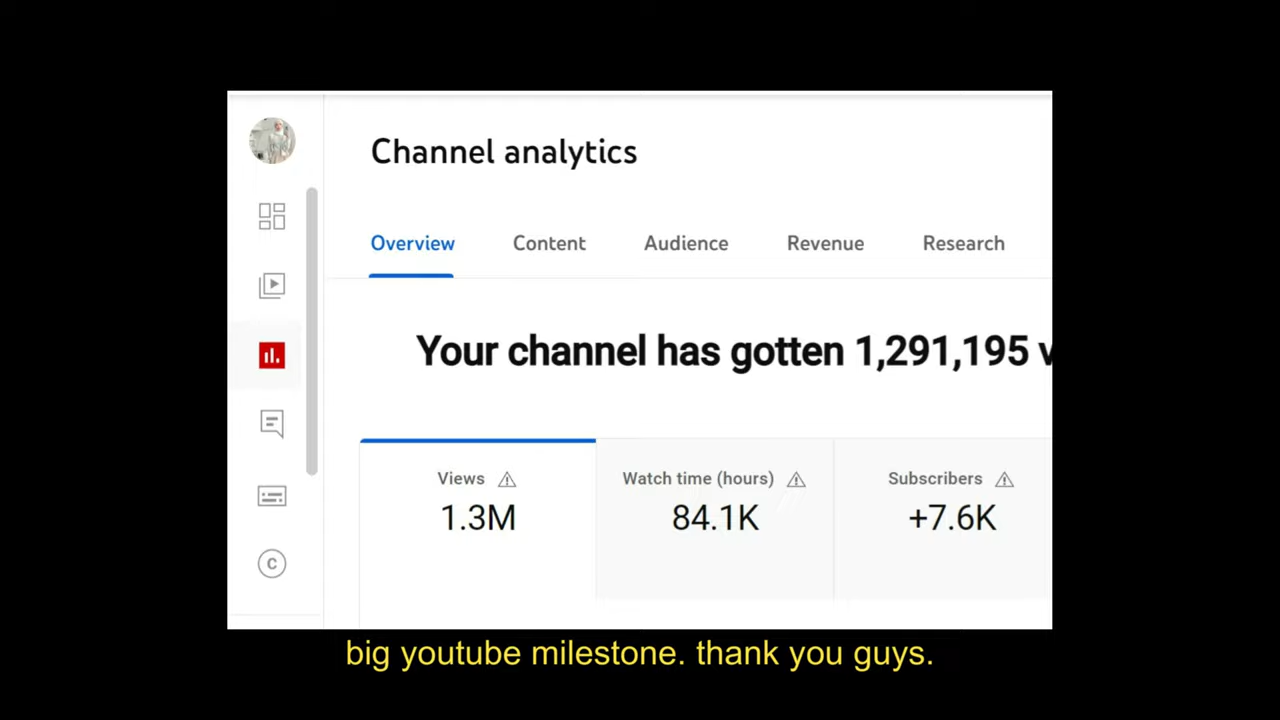 Channel analytics
Overview Content Audience Revenue Research
Your channel has gotten 1,291,195
Views Watch time (hours) Subscribers
1.3M 84.1K +7.6K
C
big youtube milestone. thank you guys.